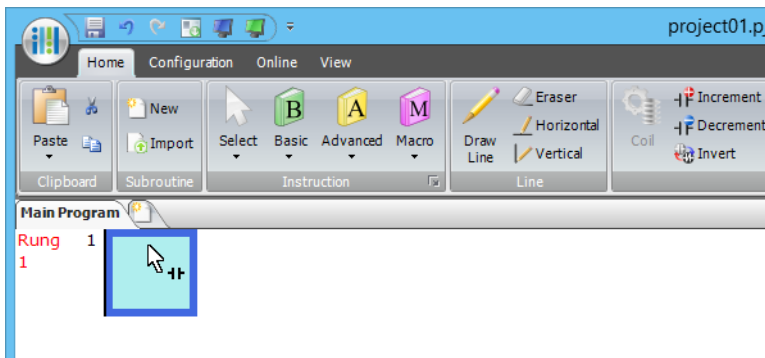 project01.p
Home Configuration Online View
Paste
New
Import
Select Basic Advanced Macro
B A M
Draw Line
Eraser
Horizontal
Vertical
Coil
Increment
Decrement
Invert
Clipboard Subroutine Instruction Line
Main Program
Rung 1
1